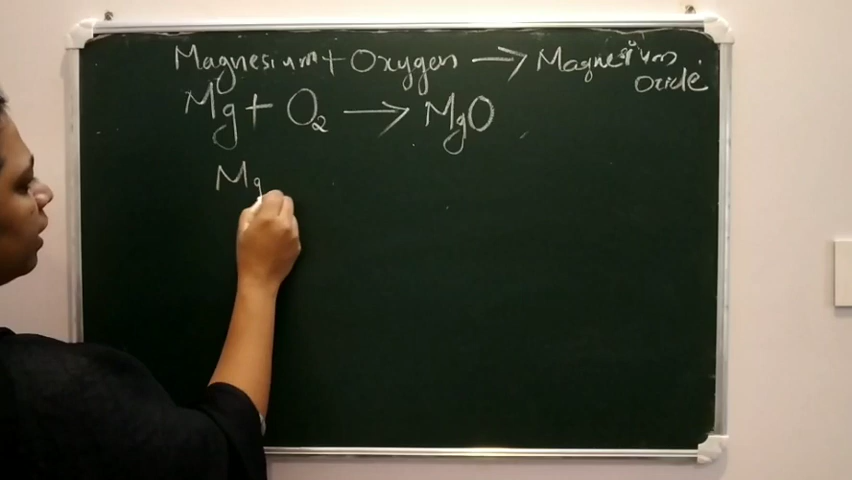 Magnesium + Oxygen → Magnesium
oxide
Mg + O₂ → MgO
Mg